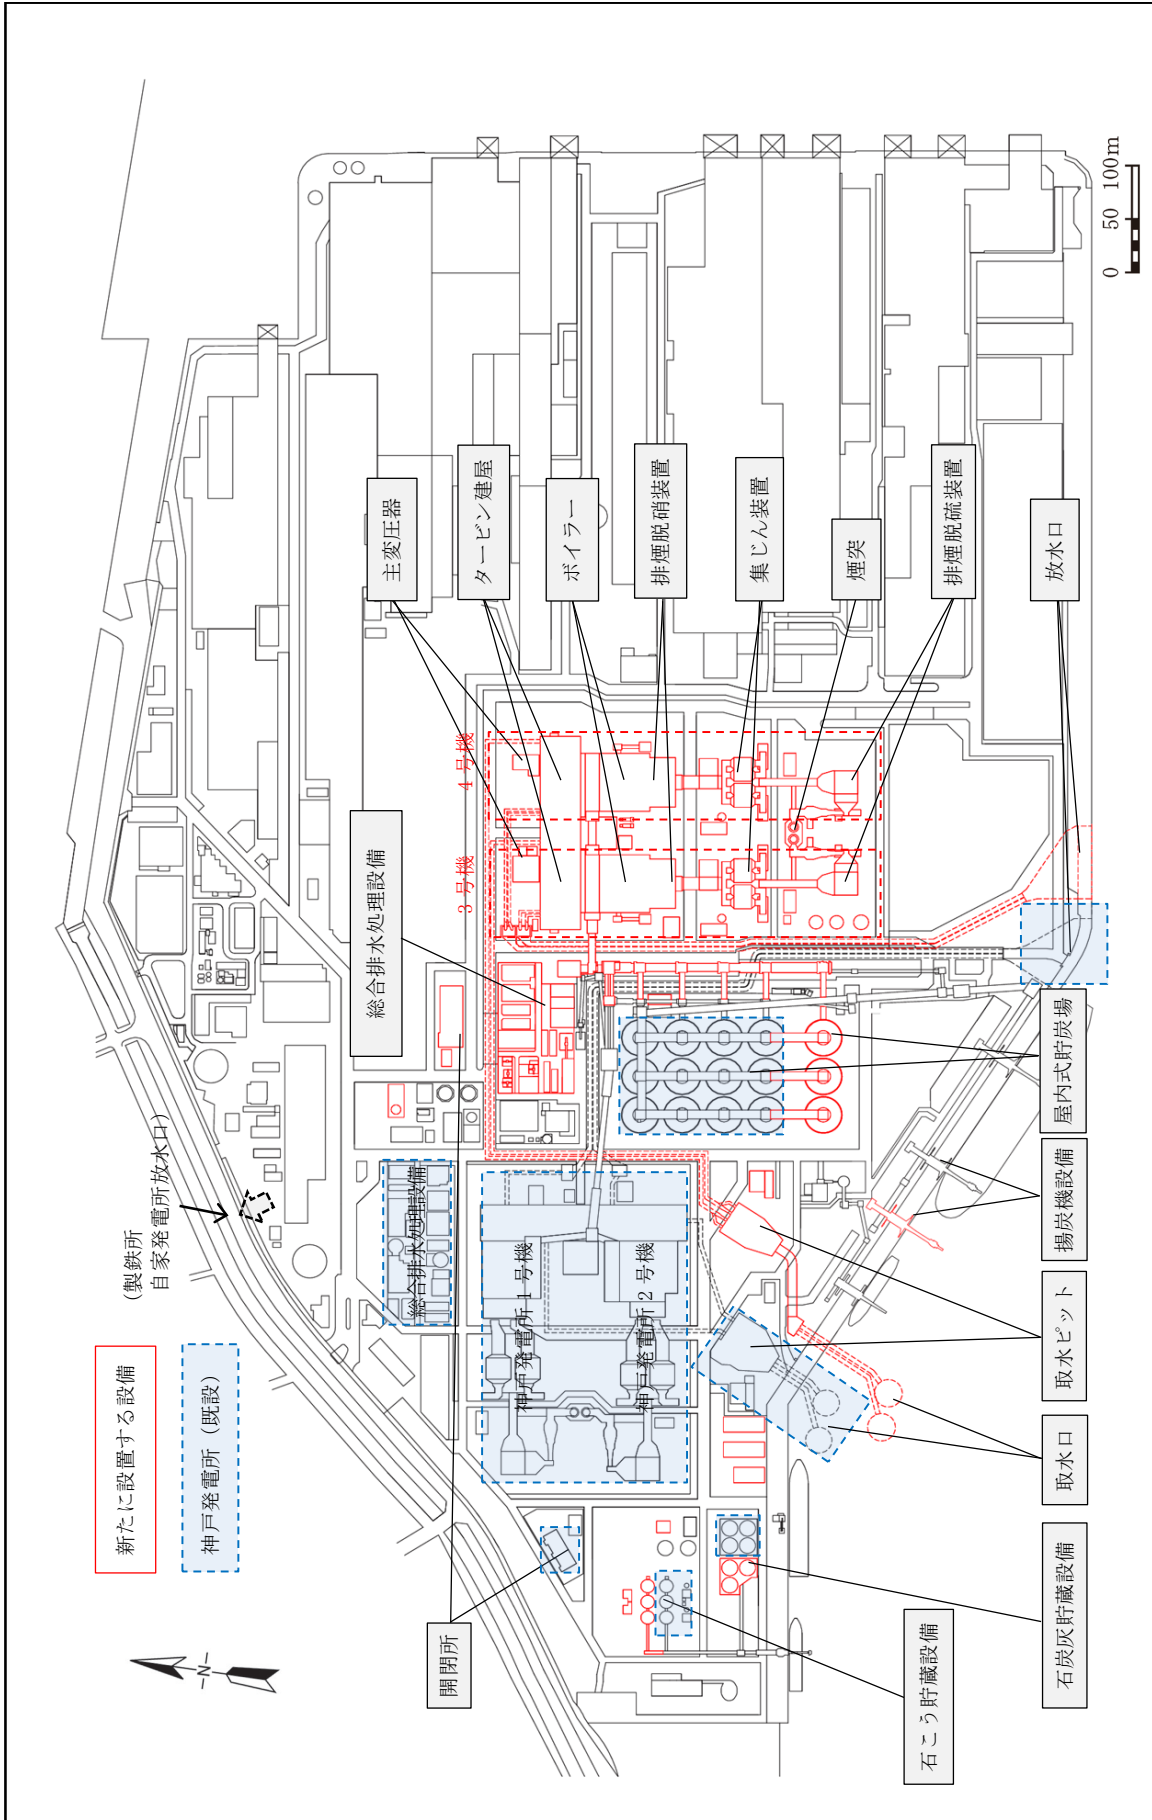 新たに設置する設備
神戸発電所（既設）
(製鉄所
自家発電所放水口)
N
主変圧器
タービン建屋
ボイラー
排煙脱硝装置
集じん装置
煙突
排煙脱硫装置
放水口
総合排水処理設備
3号機
4号機
総合排水処理設備
神戸発電所1号機
神戸発電所2号機
開閉所
石こう貯蔵設備
石炭灰貯蔵設備
取水口
取水ピット
揚炭機設備
屋内式貯炭場
0 50 100m